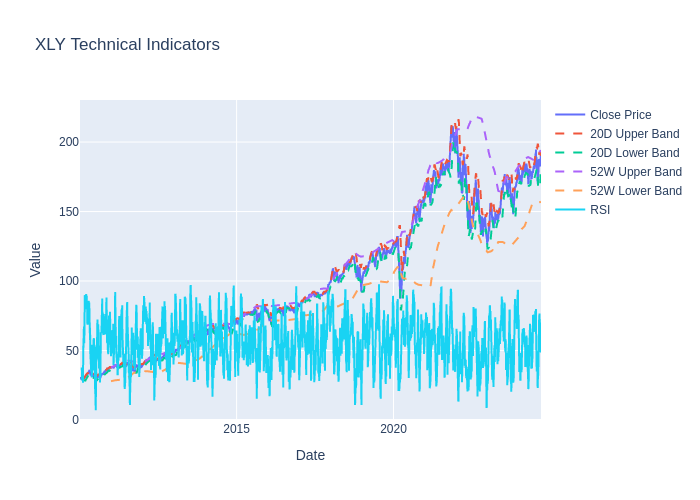 XLY Technical Indicators
Close Price
20D Upper Band
20D Lower Band
52W Upper Band
52W Lower Band
RSI
200
150
100
50
0
Value
2015
2020
Date